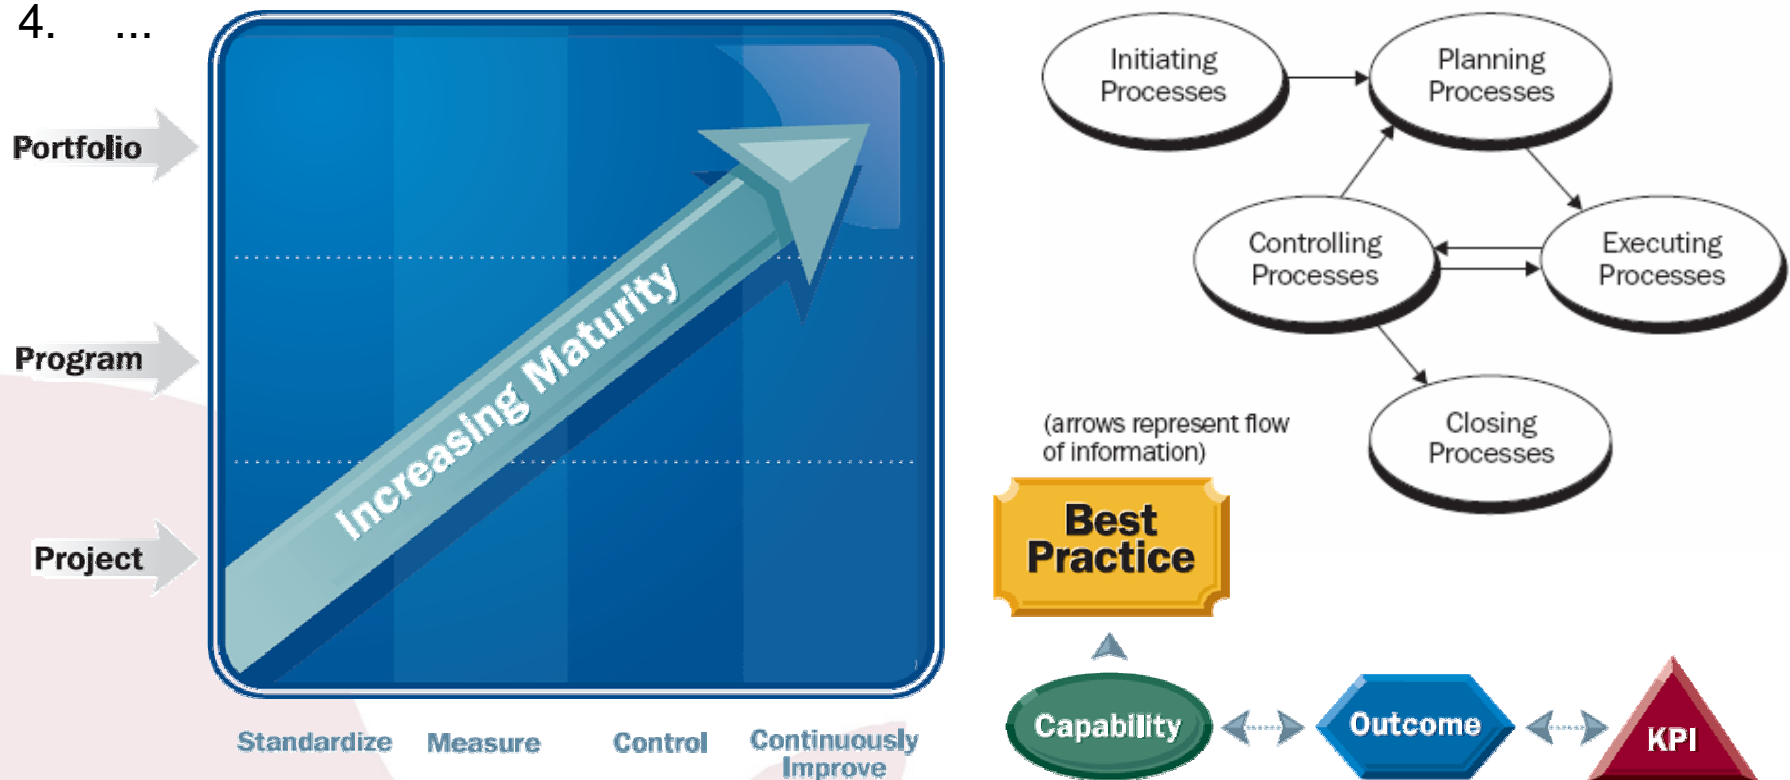 4. ...
Portfolio
Program
Project
Increasing Maturity
Standardize
Measure
Control
Continuously
Improve
Initiating
Processes
Planning
Processes
Controlling
Processes
Executing
Processes
Closing
Processes
(arrows represent flow
of information)
Best
Practice
Capability
Outcome
KPI